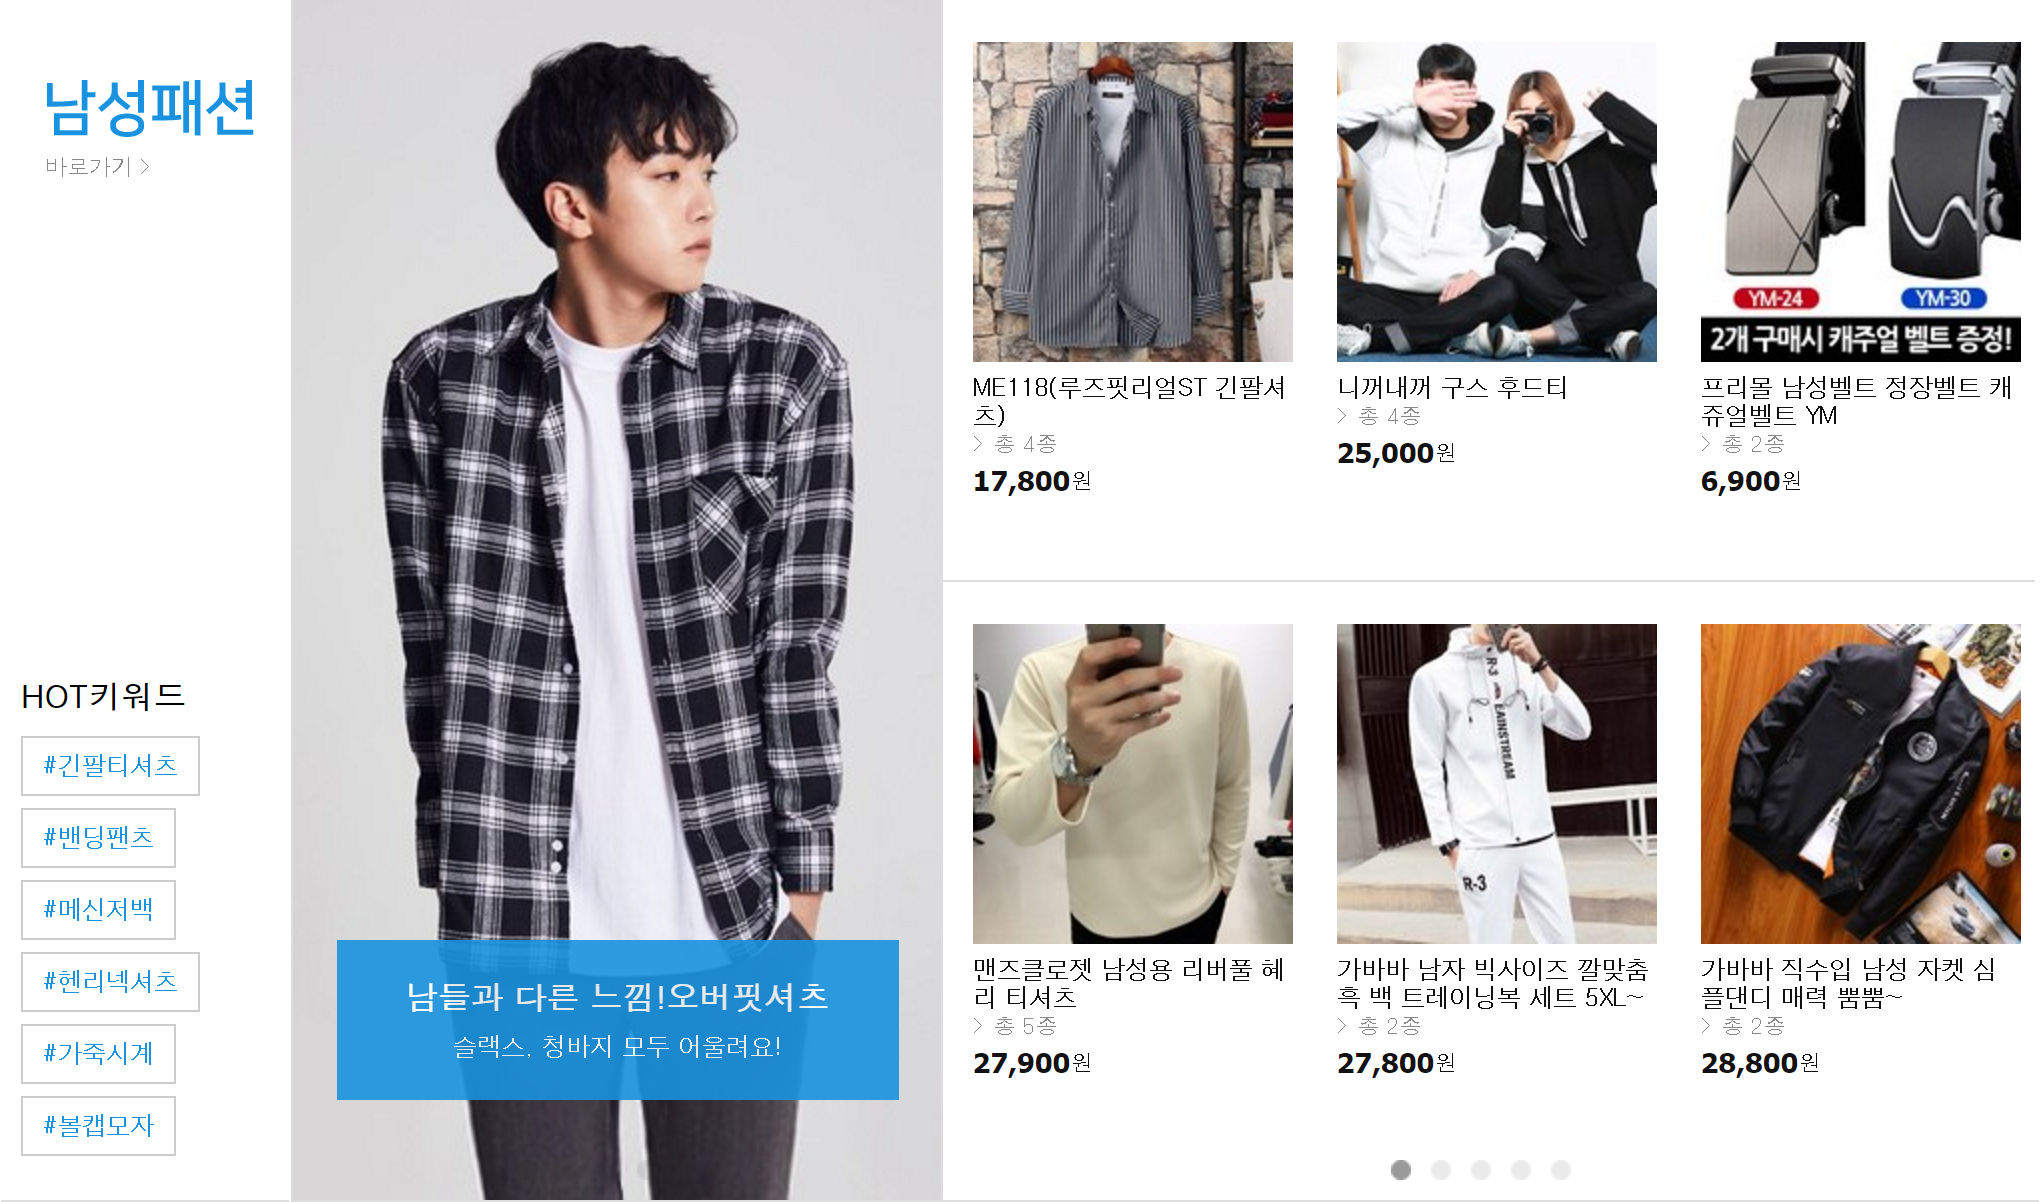 남성패션
바로가기 >
HOT키워드
#긴팔티셔츠
#밴딩팬츠
#메신저백
#헨리넥셔츠
#가죽시계
#볼캡모자
남들과 다른 느낌!오버핏셔츠
슬랙스, 청바지 모두 어울려요!
ME118(루즈핏리얼ST 긴팔셔
츠)
> 총 4종
17,800원
니꺼내꺼 구스 후드티
> 총 4종
25,000원
YM-24
YM-30
2개 구매시 캐주얼 벨트 증정!
프리몰 남성벨트 정장벨트 캐
쥬얼벨트 YM
> 총 2종
6,900원
맨즈클로젯 남성용 리버풀 헤
리 티셔츠
> 총 5종
27,900원
R-3
EAINSTREAM
R-3
가바바 남자 빅사이즈 깔맞춤
흑 백 트레이닝복 세트 5XL~
> 총 2종
27,800원
가바바 직수입 남성 자켓 심
플댄디 매력 뿜뿜~
> 총 2종
28,800원